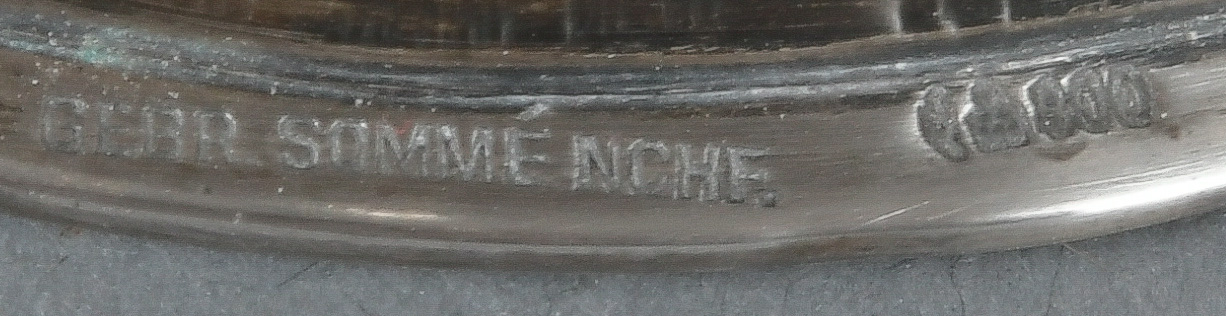 GEBR. SOMMÉ NCHF. 800